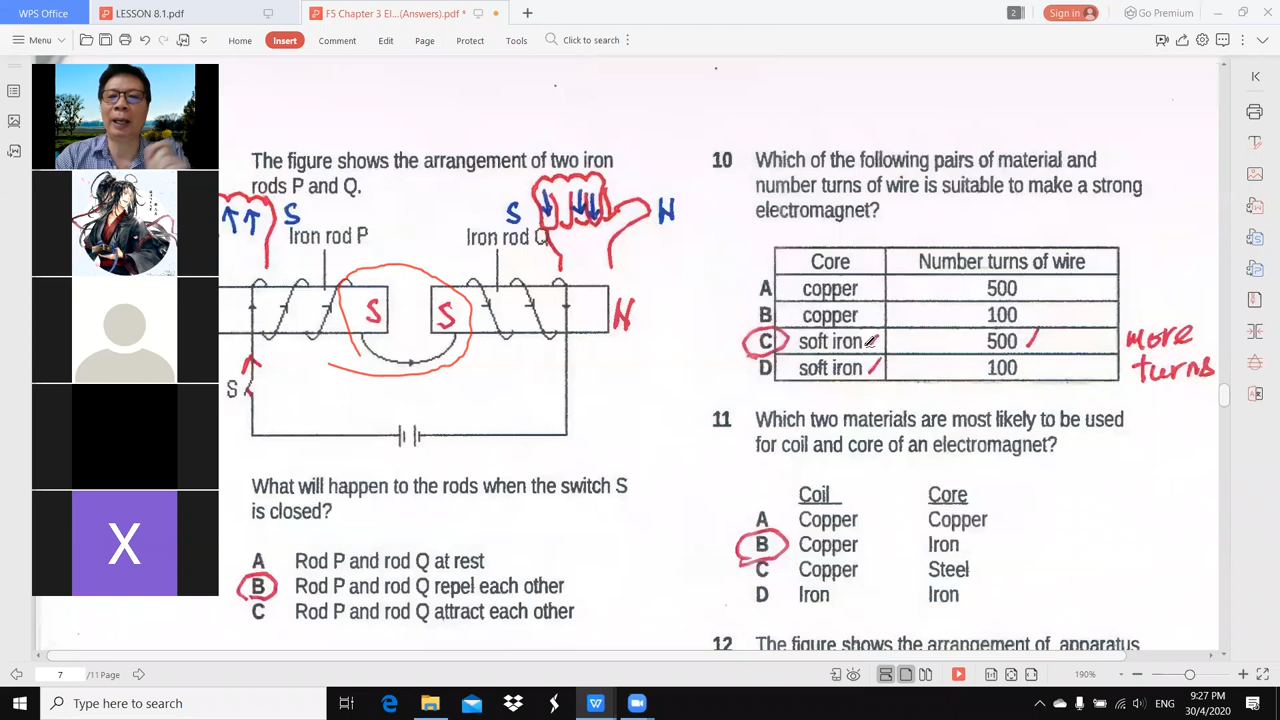 WPS Office
LESSON 8.1.pdf
F5 Chapter 3 El...(Answers).pdf *
+
2
Sign in
Go Premium
Menu
Home
Insert
Comment
Edit
Page
Protect
Tools
Click to search
The figure shows the arrangement of two iron
rods P and Q.
S
S
N
Iron rod P
Iron rod Q
S
S
N
S
What will happen to the rods when the switch S
is closed?
A Rod P and rod Q at rest
B Rod P and rod Q repel each other
C Rod P and rod Q attract each other
10 Which of the following pairs of material and
number turns of wire is suitable to make a strong
electromagnet?
Core Number turns of wire
A copper 500
B copper 100
C soft iron 500
D soft iron 100
more
turns
11 Which two materials are most likely to be used
for coil and core of an electromagnet?
Coil Core
A Copper Copper
B Copper Iron
C Copper Steel
D Iron Iron
12 The figure shows the arrangement of apparatus
X
7 /11 Page
190%
Type here to search
ENG
9:27 PM
30/4/2020